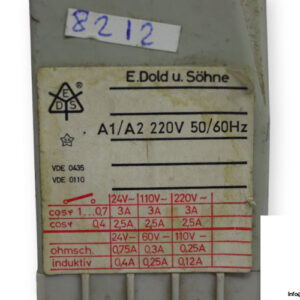 8212
E.Dold u. Söhne
E
D S
®
A1/A2 220V 50/60Hz
VDE 0435
VDE 0110
24V~ 110V~ 220V~
cosφ 1...0,7 3A 3A 3A
cosφ 0,4 2,5A 2,5A 2,5A
24V– 60V– 110V–
ohmsch. 0,75A 0,3A 0,25A
induktiv 0,4A 0,25A 0,12A